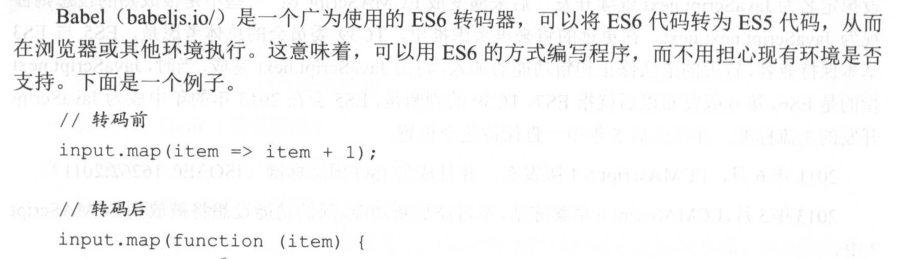 Babel（babeljs.io/）是一个广为使用的 ES6 转码器，可以将 ES6 代码转为 ES5 代码，从而
在浏览器或其他环境执行。这意味着，可以用 ES6 的方式编写程序，而不用担心现有环境是否
支持。下面是一个例子。
// 转码前
input.map(item => item + 1);
// 转码后
input.map(function (item) {